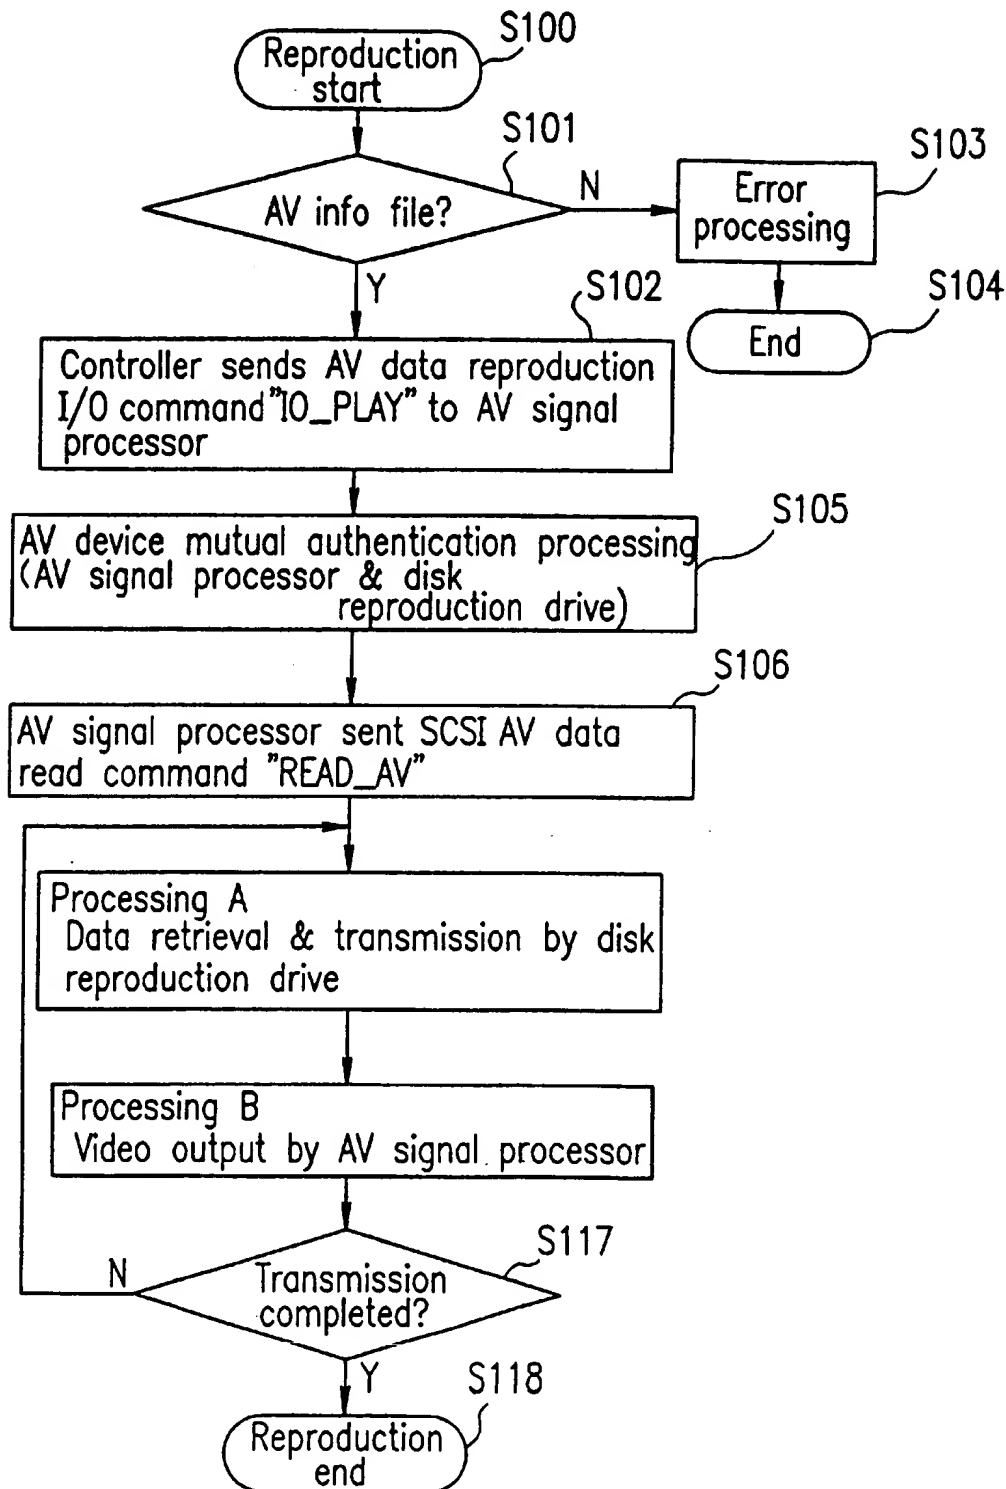 S100
Reproduction
start
S101
AV info file?
N
S103
Error
processing
Y
S102
S104
End
Controller sends AV data reproduction
I/O command"IO_PLAY" to AV signal
processor
S105
AV device mutual authentication processing
(AV signal processor & disk
reproduction drive)
S106
AV signal processor sent SCSI AV data
read command "READ_AV"
Processing A
Data retrieval & transmission by disk
reproduction drive
Processing B
Video output by AV signal processor
S117
N
Transmission
completed?
Y
S118
Reproduction
end